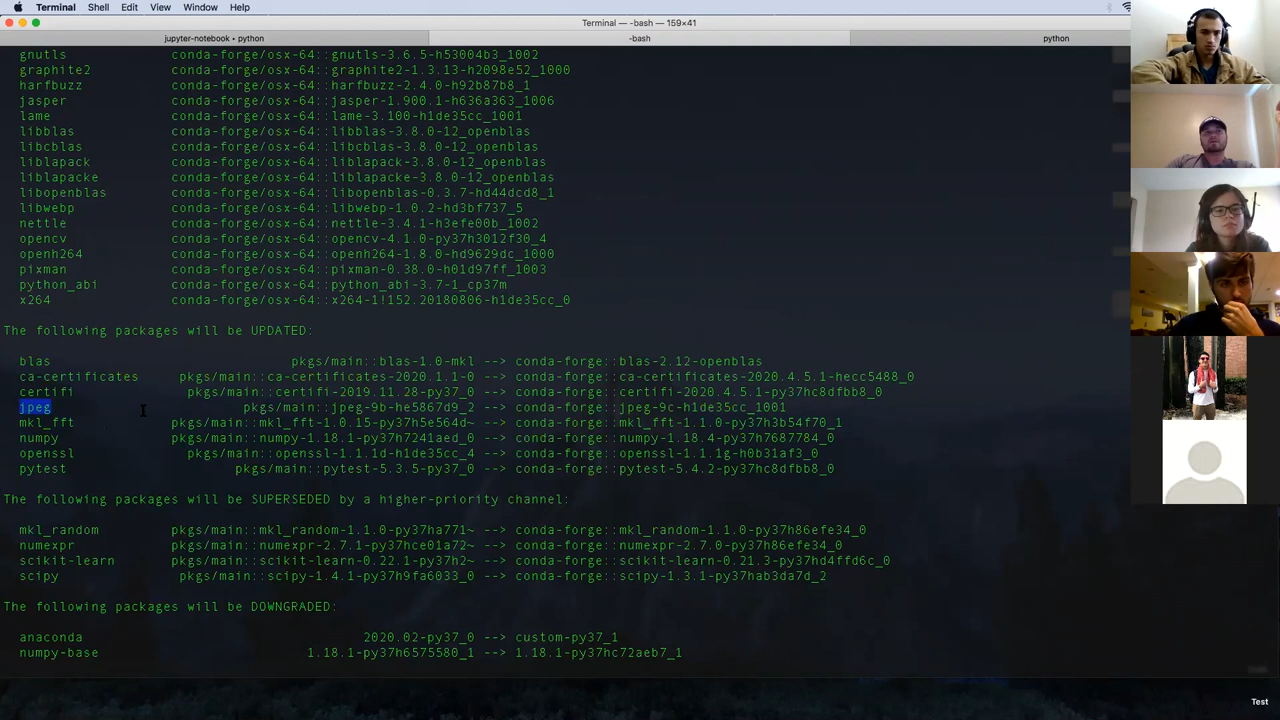 Terminal Shell Edit View Window Help
Terminal — -bash — 159×41
jupyter-notebook • python -bash python
gnutls conda-forge/osx-64::gnutls-3.6.5-h53004b3_1002
graphite2 conda-forge/osx-64::graphite2-1.3.13-h2098e52_1000
harfbuzz conda-forge/osx-64::harfbuzz-2.4.0-h92b87b8_1
jasper conda-forge/osx-64::jasper-1.900.1-h636a363_1006
lame conda-forge/osx-64::lame-3.100-h1de35cc_1001
libblas conda-forge/osx-64::libblas-3.8.0-12_openblas
libcblas conda-forge/osx-64::libcblas-3.8.0-12_openblas
liblapack conda-forge/osx-64::liblapack-3.8.0-12_openblas
liblapacke conda-forge/osx-64::liblapacke-3.8.0-12_openblas
libopenblas conda-forge/osx-64::libopenblas-0.3.7-hd44dcd8_1
libwebp conda-forge/osx-64::libwebp-1.0.2-hd3bf737_5
nettle conda-forge/osx-64::nettle-3.4.1-h3efe00b_1002
opencv conda-forge/osx-64::opencv-4.1.0-py37h3012f30_4
openh264 conda-forge/osx-64::openh264-1.8.0-hd9629dc_1000
pixman conda-forge/osx-64::pixman-0.38.0-h01d97ff_1003
python_abi conda-forge/osx-64::python_abi-3.7-1_cp37m
x264 conda-forge/osx-64::x264-1!152.20180806-h1de35cc_0
The following packages will be UPDATED:
blas pkgs/main::blas-1.0-mkl --> conda-forge::blas-2.12-openblas
ca-certificates pkgs/main::ca-certificates-2020.1.1-0 --> conda-forge::ca-certificates-2020.4.5.1-hecc5488_0
certifi pkgs/main::certifi-2019.11.28-py37_0 --> conda-forge::certifi-2020.4.5.1-py37hc8dfbb8_0
jpeg pkgs/main::jpeg-9b-he5867d9_2 --> conda-forge::jpeg-9c-h1de35cc_1001
mkl_fft pkgs/main::mkl_fft-1.0.15-py37h5e564d~ --> conda-forge::mkl_fft-1.1.0-py37h3b54f70_1
numpy pkgs/main::numpy-1.18.1-py37h7241aed_0 --> conda-forge::numpy-1.18.4-py37h7687784_0
openssl pkgs/main::openssl-1.1.1d-h1de35cc_4 --> conda-forge::openssl-1.1.1g-h0b31af3_0
pytest pkgs/main::pytest-5.3.5-py37_0 --> conda-forge::pytest-5.4.2-py37hc8dfbb8_0
The following packages will be SUPERSEDED by a higher-priority channel:
mkl_random pkgs/main::mkl_random-1.1.0-py37ha771~ --> conda-forge::mkl_random-1.1.0-py37h86efe34_0
numexpr pkgs/main::numexpr-2.7.1-py37hce01a72~ --> conda-forge::numexpr-2.7.0-py37h86efe34_0
scikit-learn pkgs/main::scikit-learn-0.22.1-py37h2~ --> conda-forge::scikit-learn-0.21.3-py37hd4ffd6c_0
scipy pkgs/main::scipy-1.4.1-py37h9fa6033_0 --> conda-forge::scipy-1.3.1-py37hab3da7d_2
The following packages will be DOWNGRADED:
anaconda 2020.02-py37_0 --> custom-py37_1
numpy-base 1.18.1-py37h6575580_1 --> 1.18.1-py37hc72aeb7_1
Test